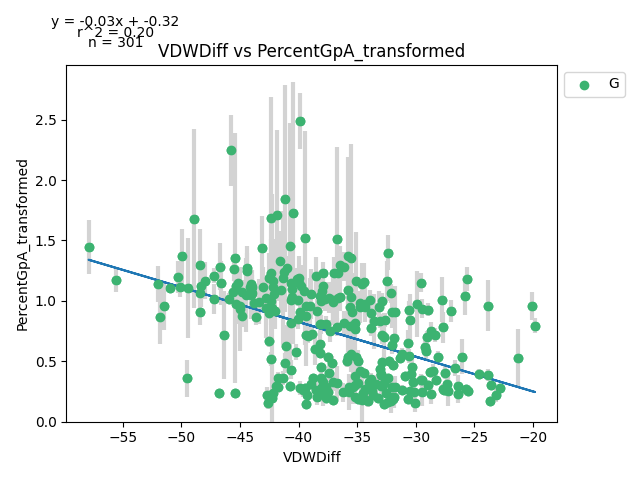 y = -0.03x + -0.32
r^2 = 0.20
n = 301
VDWDiff vs PercentGpA_transformed
G
PercentGpA_transformed
2.5
2.0
1.5
1.0
0.5
0.0
−55 −50 −45 −40 −35 −30 −25 −20
VDWDiff